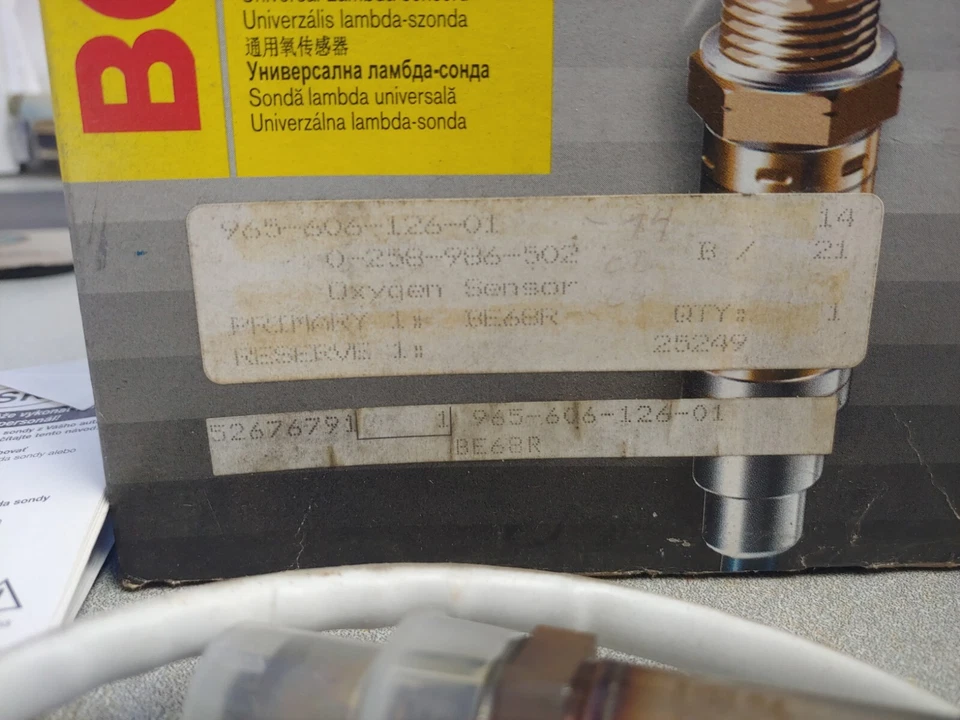 BO
Univerzális lambda-szonda
通用氧传感器
Универсална ламбда-сонда
Sondă lambda universală
Univerzálna lambda-sonda
965-606-126-01 14
0-258-986-502 B / 21
Oxygen Sensor
PRIMARY 1: BE68R QTY: 1
RESERVE 1: 25249
52676791 1 965-606-126-01
BE68R